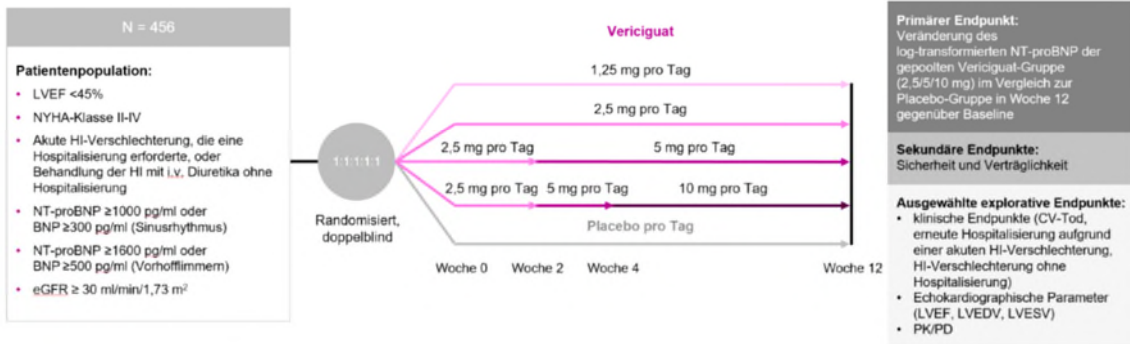 N = 456
Patientenpopulation:
• LVEF <45%
• NYHA-Klasse II-IV
• Akute HI-Verschlechterung, die eine
Hospitalisierung erforderte, oder
Behandlung der HI mit i.v. Diuretika ohne
Hospitalisierung
• NT-proBNP ≥1000 pg/ml oder
BNP ≥300 pg/ml (Sinusrhythmus)
• NT-proBNP ≥1600 pg/ml oder
BNP ≥500 pg/ml (Vorhofflimmern)
• eGFR ≥ 30 ml/min/1,73 m²
1:1:1:1:1
Randomisiert,
doppelblind
Vericiguat
1,25 mg pro Tag
2,5 mg pro Tag
2,5 mg pro Tag 5 mg pro Tag
2,5 mg pro Tag 5 mg pro Tag 10 mg pro Tag
Placebo pro Tag
Woche 0 Woche 2 Woche 4 Woche 12
Primärer Endpunkt:
Veränderung des
log-transformierten NT-proBNP der
gepoolten Vericiguat-Gruppe
(2,5/5/10 mg) im Vergleich zur
Placebo-Gruppe in Woche 12
gegenüber Baseline
Sekundäre Endpunkte:
Sicherheit und Verträglichkeit
Ausgewählte explorative Endpunkte:
• klinische Endpunkte (CV-Tod,
erneute Hospitalisierung aufgrund
einer akuten HI-Verschlechterung,
HI-Verschlechterung ohne
Hospitalisierung)
• Echokardiographische Parameter
(LVEF, LVEDV, LVESV)
• PK/PD